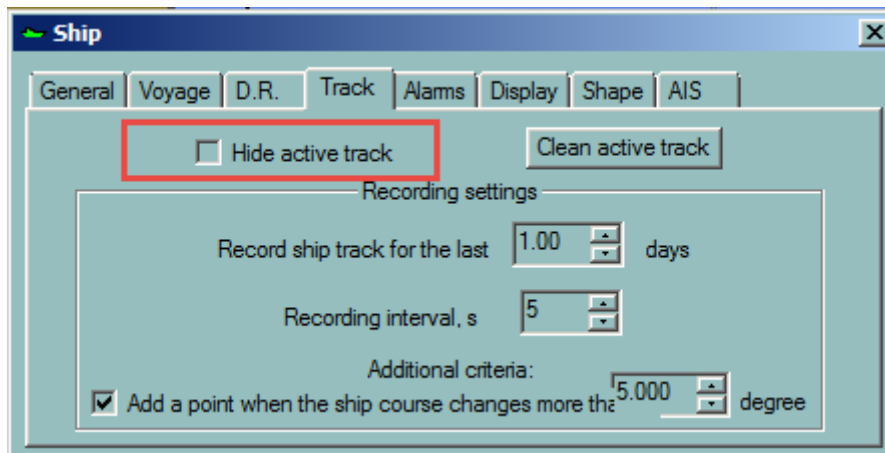 Ship
General Voyage D.R. Track Alarms Display Shape AIS
Hide active track Clean active track
Recording settings
Record ship track for the last 1.00 days
Recording interval, s 5
Additional criteria:
Add a point when the ship course changes more tha 5.000 degree